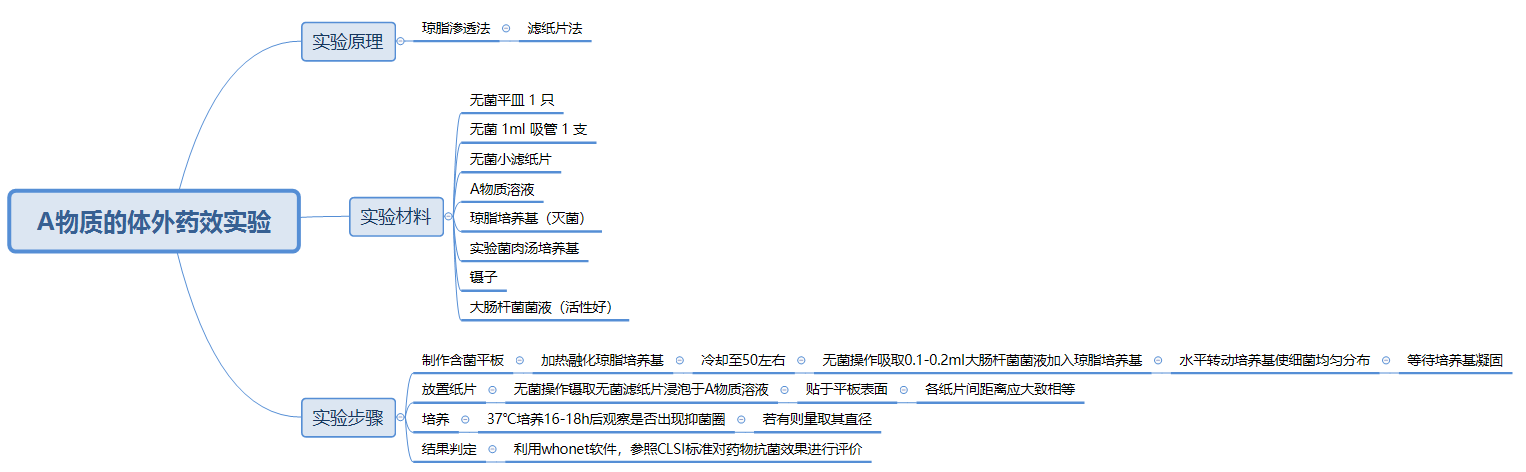 A物质的体外药效实验
实验原理
琼脂渗透法
滤纸片法
实验材料
无菌平皿 1 只
无菌 1ml 吸管 1 支
无菌小滤纸片
A物质溶液
琼脂培养基（灭菌）
实验菌肉汤培养基
镊子
大肠杆菌菌液（活性好）
实验步骤
制作含菌平板
加热融化琼脂培养基
冷却至50左右
无菌操作吸取0.1-0.2ml大肠杆菌菌液加入琼脂培养基
水平转动培养基使细菌均匀分布
等待培养基凝固
放置纸片
无菌操作镊取无菌滤纸片浸泡于A物质溶液
贴于平板表面
各纸片间距离应大致相等
培养
37℃培养16-18h后观察是否出现抑菌圈
若有则量取其直径
结果判定
利用whonet软件，参照CLSI标准对药物抗菌效果进行评价